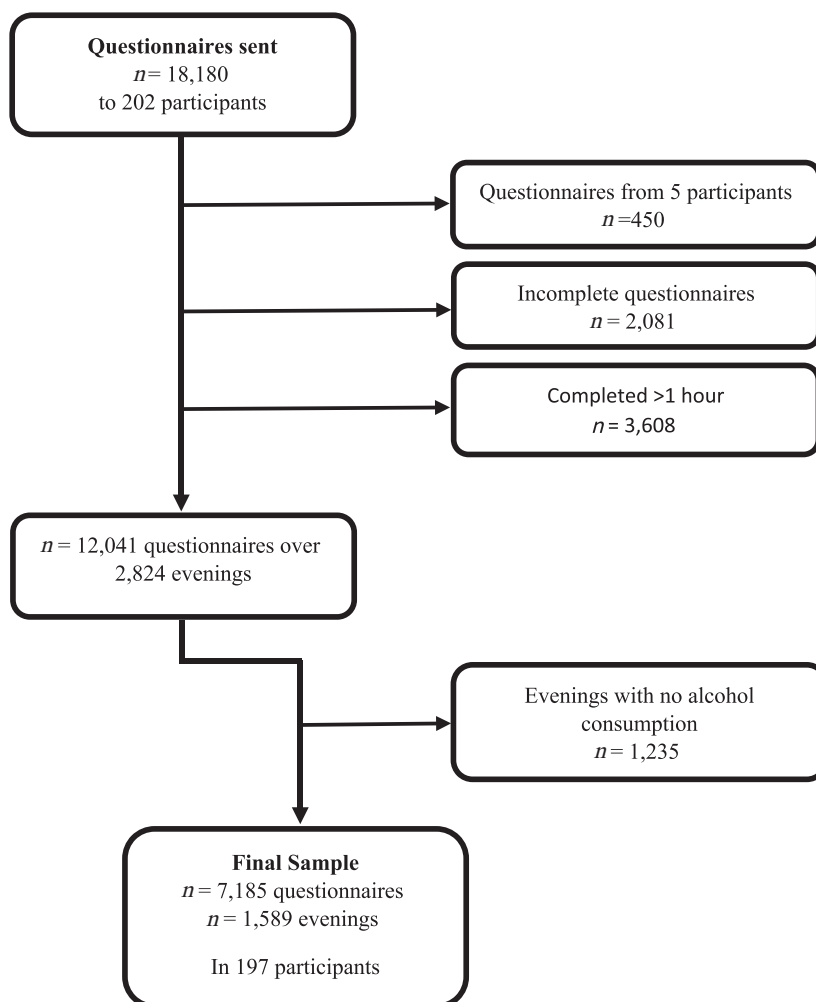 Questionnaires sent
n = 18,180
to 202 participants
Questionnaires from 5 participants
n =450
Incomplete questionnaires
n = 2,081
Completed >1 hour
n = 3,608
n = 12,041 questionnaires over
2,824 evenings
Evenings with no alcohol
consumption
n = 1,235
Final Sample
n = 7,185 questionnaires
n = 1,589 evenings
In 197 participants